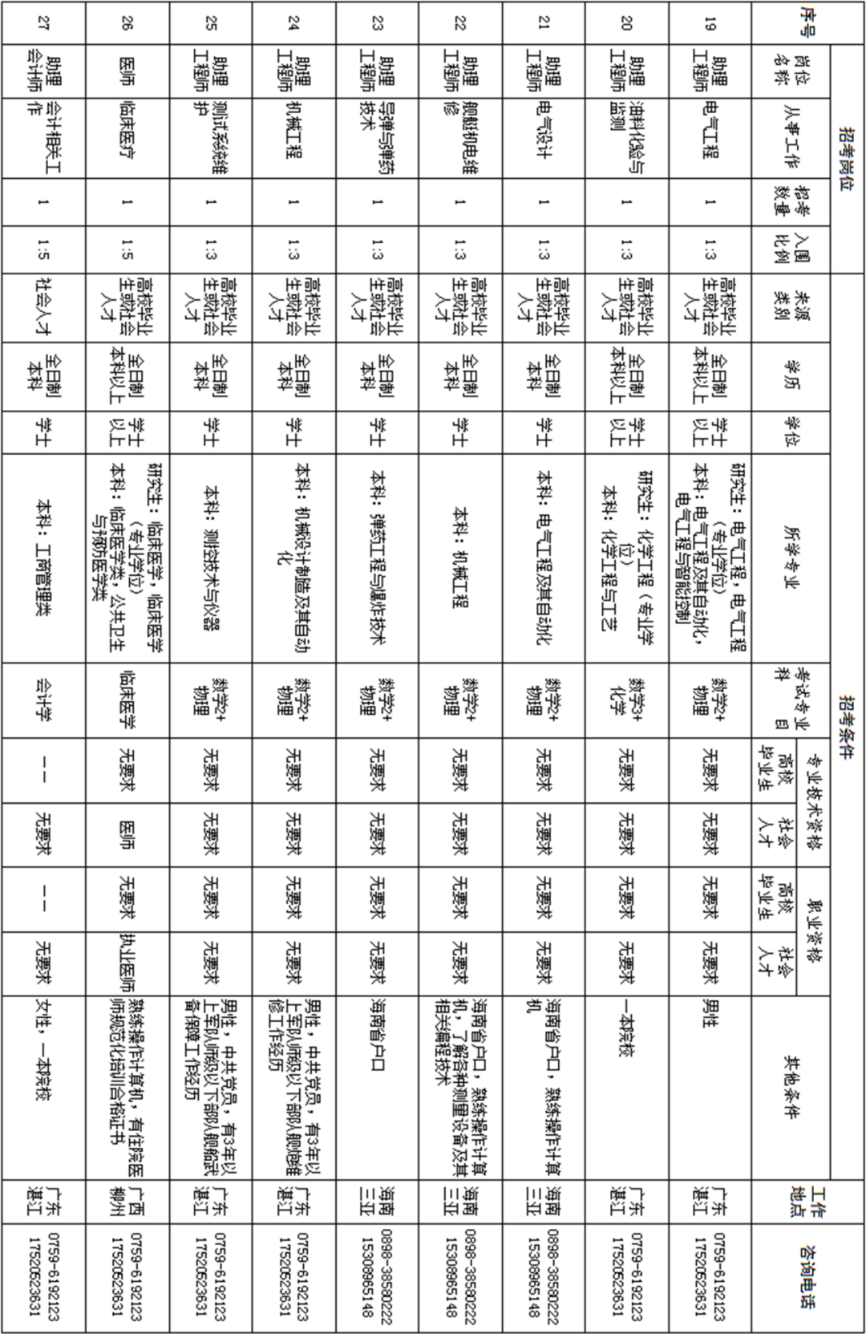 序号
招考岗位
招考条件
工作
地点
咨询电话
岗位
名称
从事工作
招考
数量
入围
比例
来源
类别
学历
学位
所学专业
考试专业
科目
专业技术资格
职业资格
其他条件
高校
毕业生
社会
人才
高校
毕业生
社会
人才
19
助理
工程师
电气工程
1
1:3
高校毕业
生或社会
人才
全日制
本科以上
学士
以上
研究生：电气工程，电气工程
（专业学位）
本科：电气工程及其自动化，
电气工程与智能控制
数学2+
物理
无要求
无要求
无要求
无要求
男性
广东
湛江
0759-6192123
17520523631
20
助理
工程师
油料化验与
监测
1
1:3
高校毕业
生或社会
人才
全日制
本科以上
学士
以上
研究生：化学工程（专业学
位）
本科：化学工程与工艺
数学3+
化学
无要求
无要求
无要求
无要求
一本院校
广东
湛江
0759-6192123
17520523631
21
助理
工程师
电气设计
1
1:3
高校毕业
生或社会
人才
全日制
本科
学士
本科：电气工程及其自动化
数学2+
物理
无要求
无要求
无要求
无要求
海南省户口，熟练操作计算
机
海南
三亚
0898-38580222
15308965148
22
助理
工程师
舰艇机电维
修
1
1:3
高校毕业
生或社会
人才
全日制
本科
学士
本科：机械工程
数学2+
物理
无要求
无要求
无要求
无要求
海南省户口，熟练操作计算
机，了解各种测量设备及其
相关编程技术
海南
三亚
0898-38580222
15308965148
23
助理
工程师
导弹与弹药
技术
1
1:3
高校毕业
生或社会
人才
全日制
本科
学士
本科：弹药工程与爆炸技术
数学2+
物理
无要求
无要求
无要求
无要求
海南省户口
海南
三亚
0898-38580222
15308965148
24
助理
工程师
机械工程
1
1:3
高校毕业
生或社会
人才
全日制
本科
学士
本科：机械设计制造及其自动
化
数学2+
物理
无要求
无要求
无要求
无要求
男性，中共党员，有3年以
上军队师级以下部队舰炮维
修工作经历
广东
湛江
0759-6192123
17520523631
25
助理
工程师
测试系统维
护
1
1:3
高校毕业
生或社会
人才
全日制
本科
学士
本科：测控技术与仪器
数学2+
物理
无要求
无要求
无要求
无要求
男性，中共党员，有3年以
上军队师级以下部队舰船武
备保障工作经历
广东
湛江
0759-6192123
17520523631
26
医师
临床医疗
1
1:5
高校毕业
生或社会
人才
全日制
本科以上
学士
以上
研究生：临床医学，临床医学
（专业学位）
本科：临床医学类，公共卫生
与预防医学类
临床医学
无要求
医师
无要求
执业医师
熟练操作计算机，有住院医
师规范化培训合格证书
广西
柳州
0759-6192123
17520523631
27
助理
会计师
会计相关工
作
1
1:5
社会人才
全日制
本科
学士
本科：工商管理类
会计学
——
无要求
——
无要求
女性，一本院校
广东
湛江
0759-6192123
17520523631